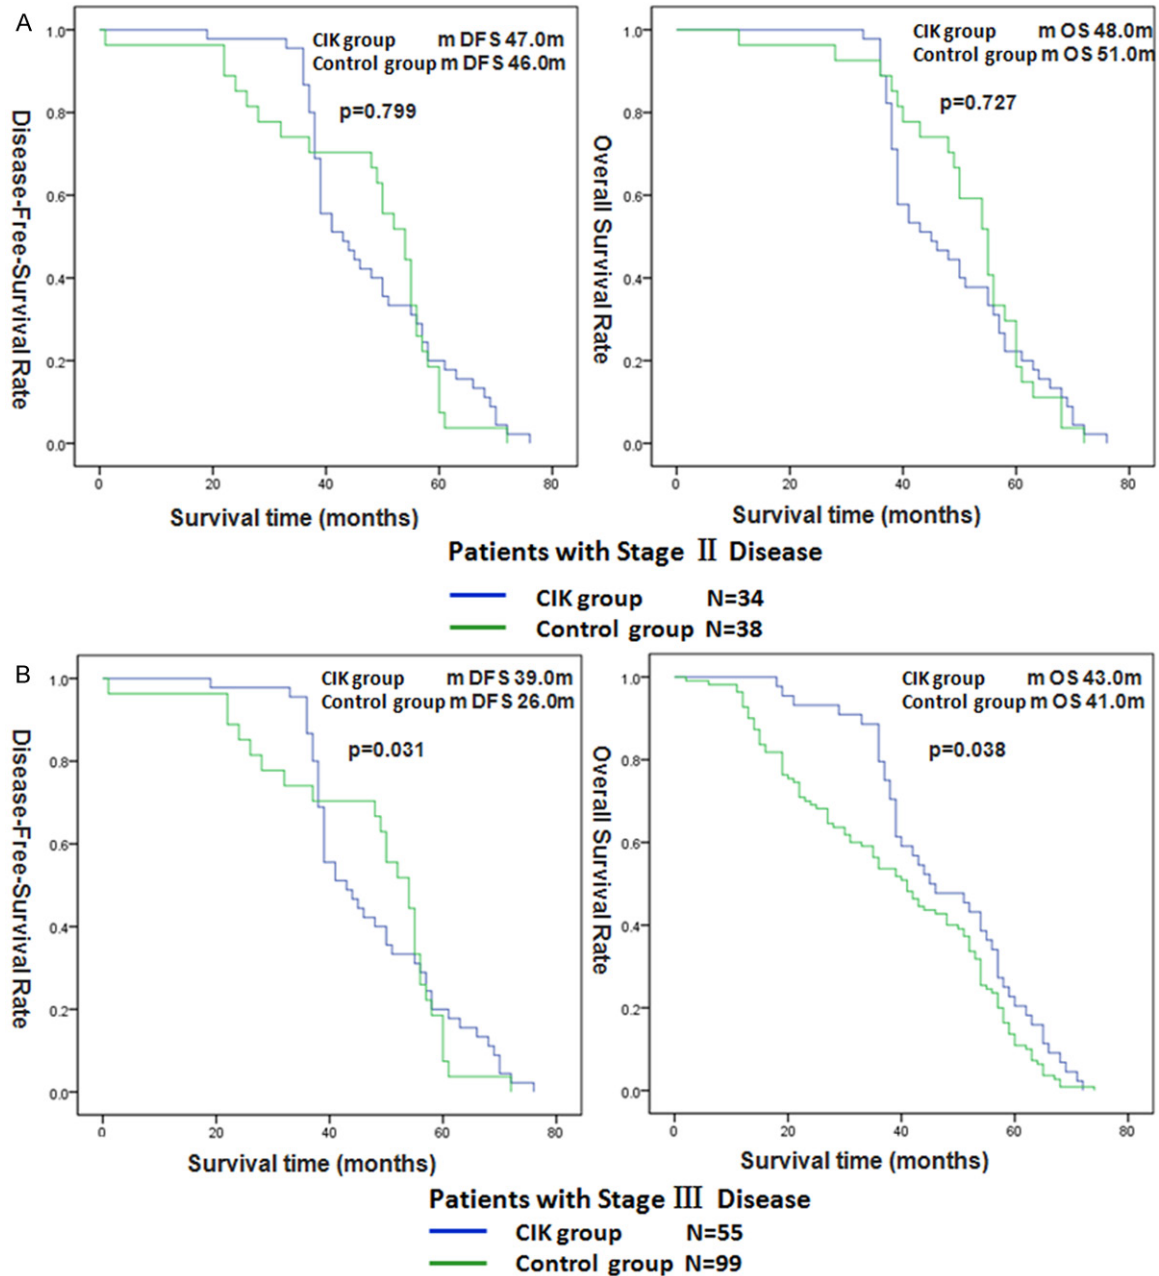 A
CIK group m DFS 47.0m
Control group m DFS 46.0m
p=0.799
Disease-Free-Survival Rate
1.0
0.8
0.6
0.4
0.2
0.0
0 20 40 60 80
Survival time (months)
CIK group m OS 48.0m
Control group m OS 51.0m
p=0.727
Overall Survival Rate
1.0
0.8
0.6
0.4
0.2
0.0
0 20 40 60 80
Survival time (months)
Patients with Stage II Disease
CIK group N=34
Control group N=38
B
CIK group m DFS 39.0m
Control group m DFS 26.0m
p=0.031
Disease-Free-Survival Rate
1.0
0.8
0.6
0.4
0.2
0.0
0 20 40 60 80
Survival time (months)
CIK group m OS 43.0m
Control group m OS 41.0m
p=0.038
Overall Survival Rate
1.0
0.8
0.6
0.4
0.2
0.0
0 20 40 60 80
Survival time (months)
Patients with Stage III Disease
CIK group N=55
Control group N=99